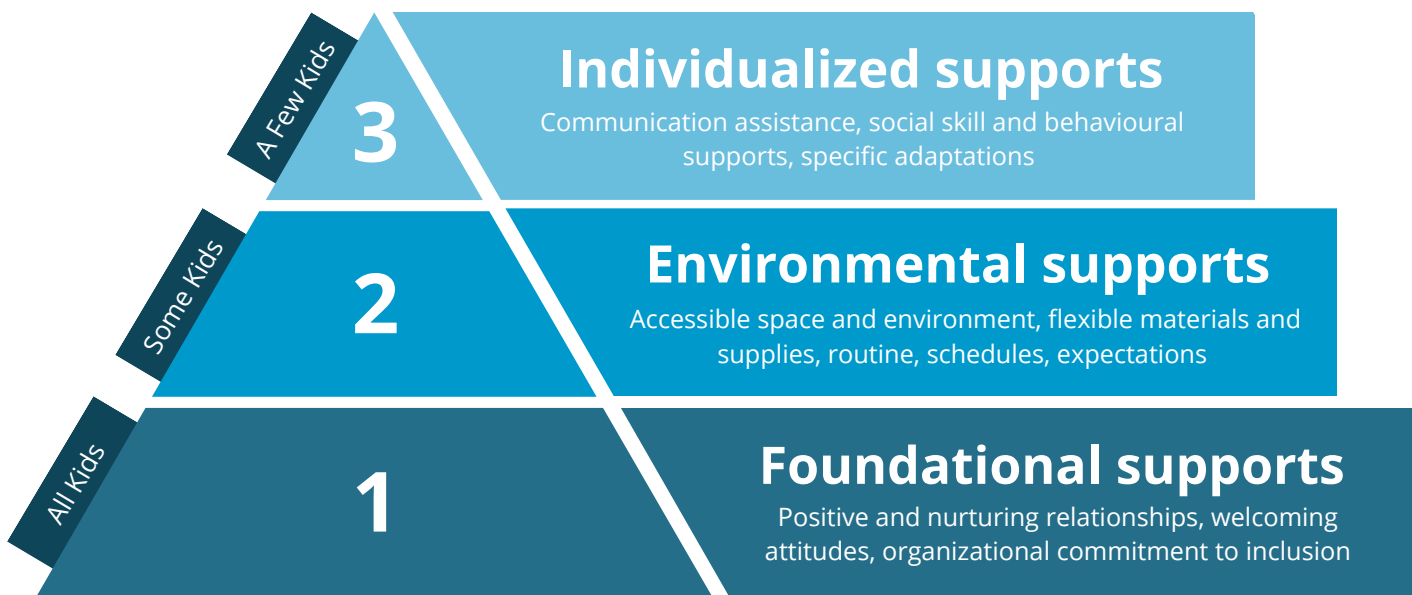 A Few Kids
3
Individualized supports
Communication assistance, social skill and behavioural
supports, specific adaptations
Some Kids
2
Environmental supports
Accessible space and environment, flexible materials and
supplies, routine, schedules, expectations
All Kids
1
Foundational supports
Positive and nurturing relationships, welcoming
attitudes, organizational commitment to inclusion